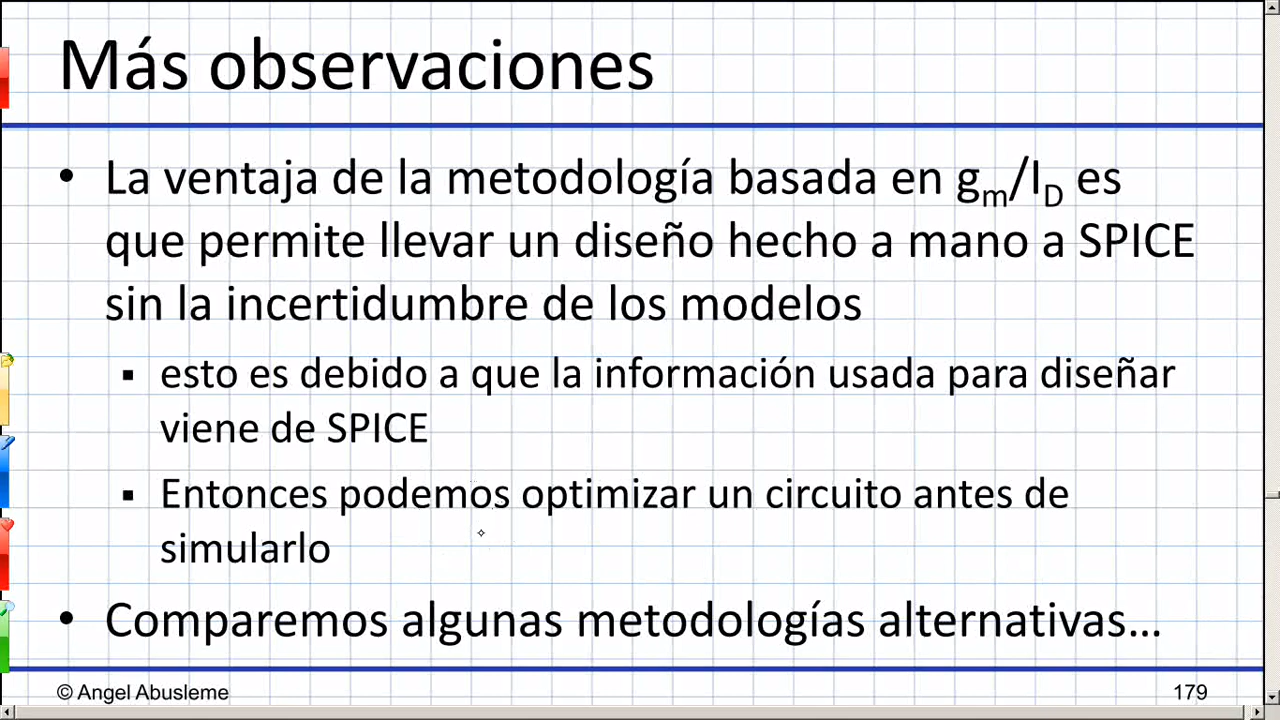 Más observaciones
• La ventaja de la metodología basada en gm/ID es
que permite llevar un diseño hecho a mano a SPICE
sin la incertidumbre de los modelos
▪ esto es debido a que la información usada para diseñar
viene de SPICE
▪ Entonces podemos optimizar un circuito antes de
simularlo
• Comparemos algunas metodologías alternativas…
© Angel Abusleme 179